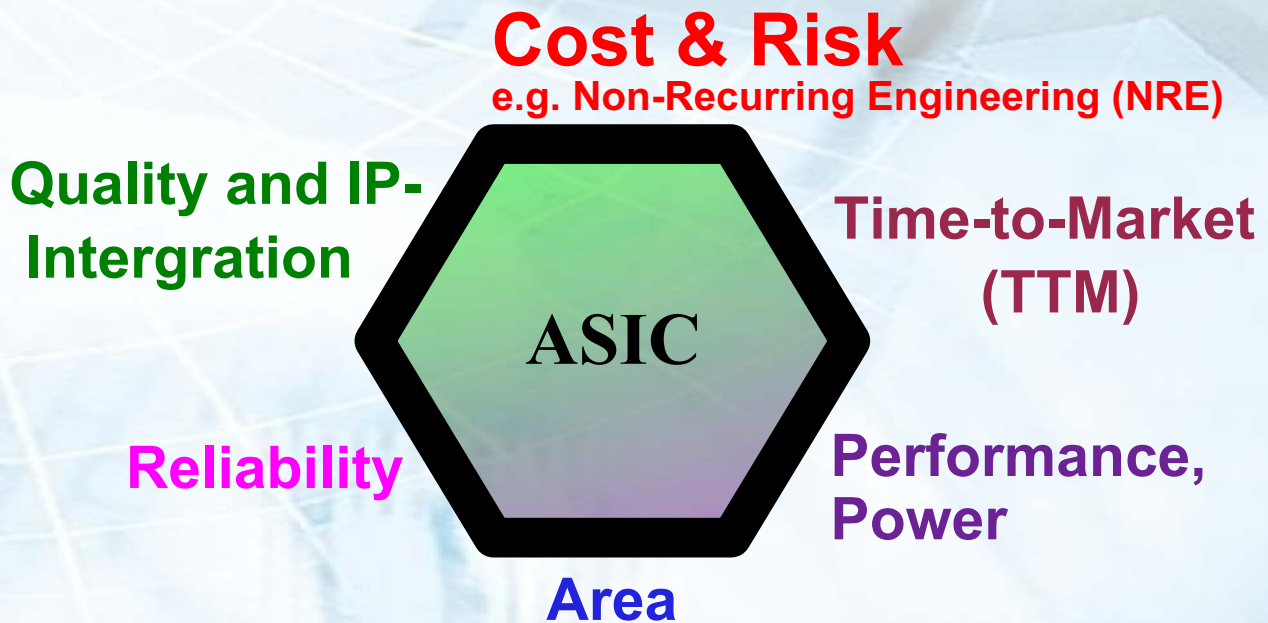 Cost & Risk
e.g. Non-Recurring Engineering (NRE)
Quality and IP-
Intergration
Time-to-Market
(TTM)
ASIC
Reliability
Performance,
Power
Area